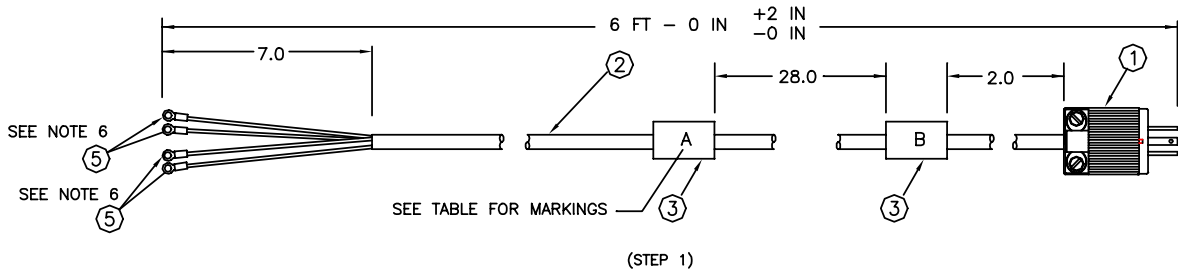 6 FT – 0 IN +2 IN
-0 IN
7.0
2
28.0
2.0
1
SEE NOTE 6
5
A
B
SEE NOTE 6
5
SEE TABLE FOR MARKINGS
3
3
(STEP 1)